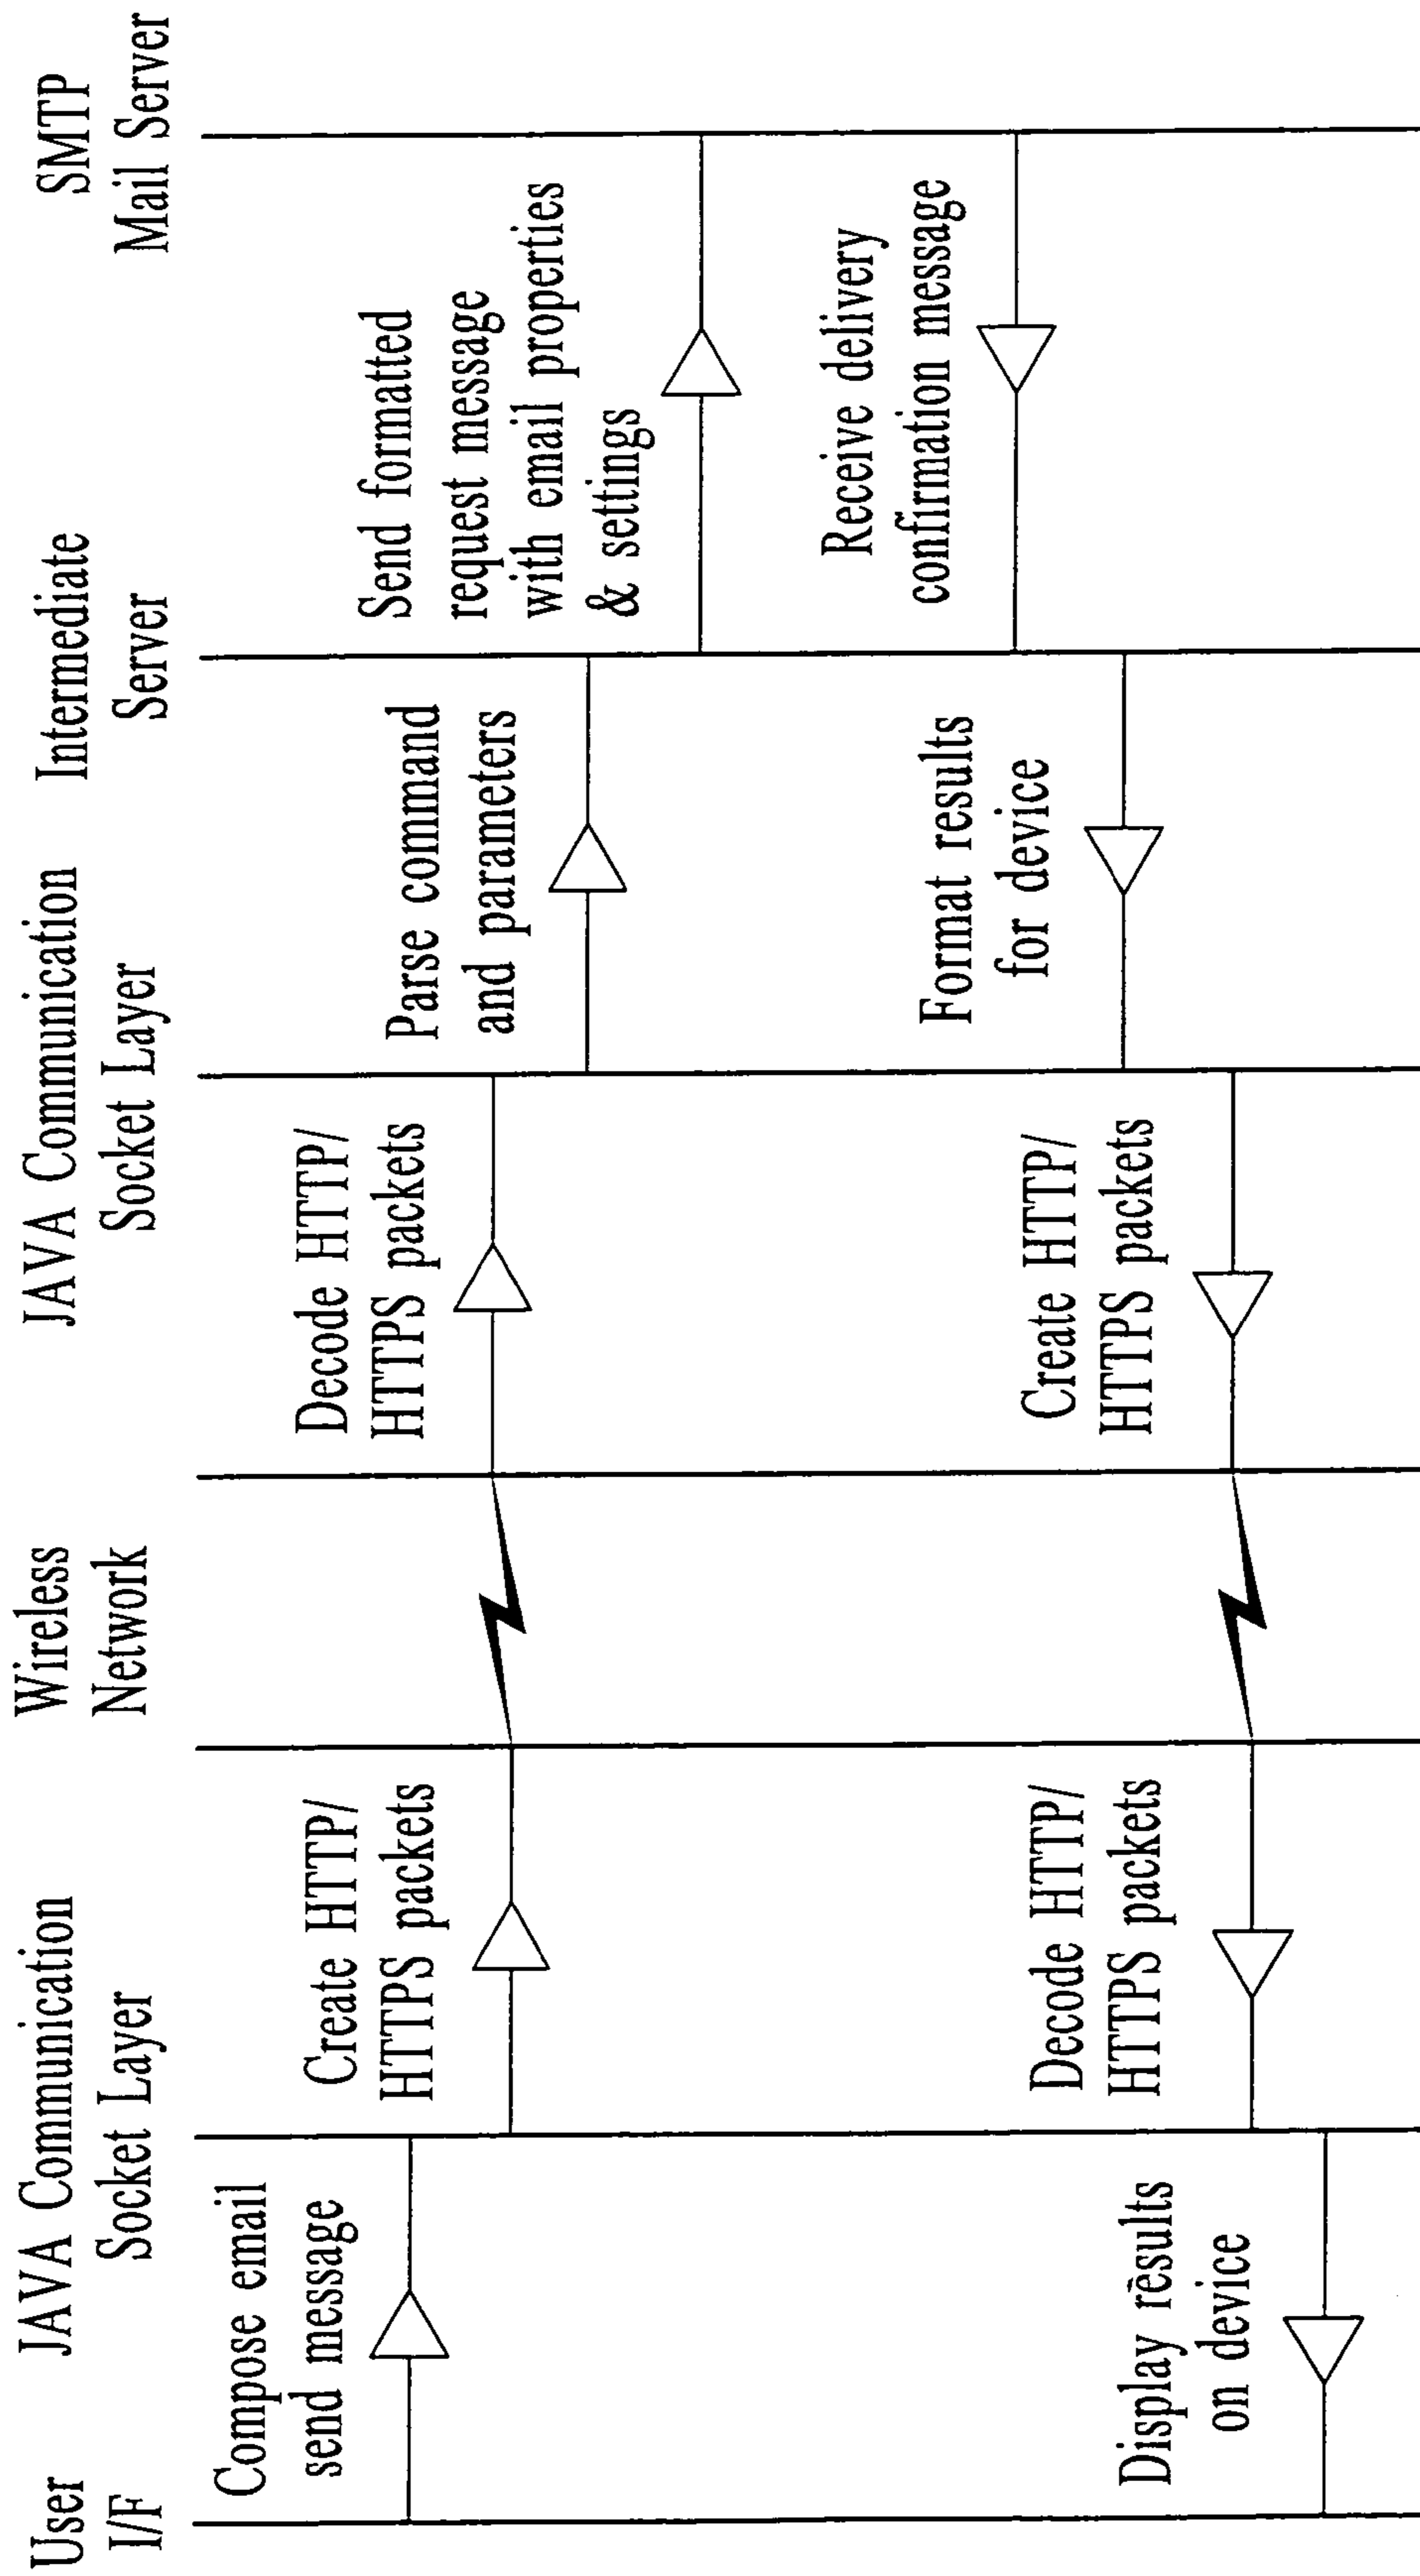 User
I/F
JAVA Communication
Socket Layer
Wireless
Network
JAVA Communication
Socket Layer
Intermediate
Server
SMTP
Mail Server
Compose email
send message
Create HTTP/
HTTPS packets
Decode HTTP/
HTTPS packets
Parse command
and parameters
Send formatted
request message
with email properties
& settings
Receive delivery
confirmation message
Format results
for device
Create HTTP/
HTTPS packets
Decode HTTP/
HTTPS packets
Display results
on device